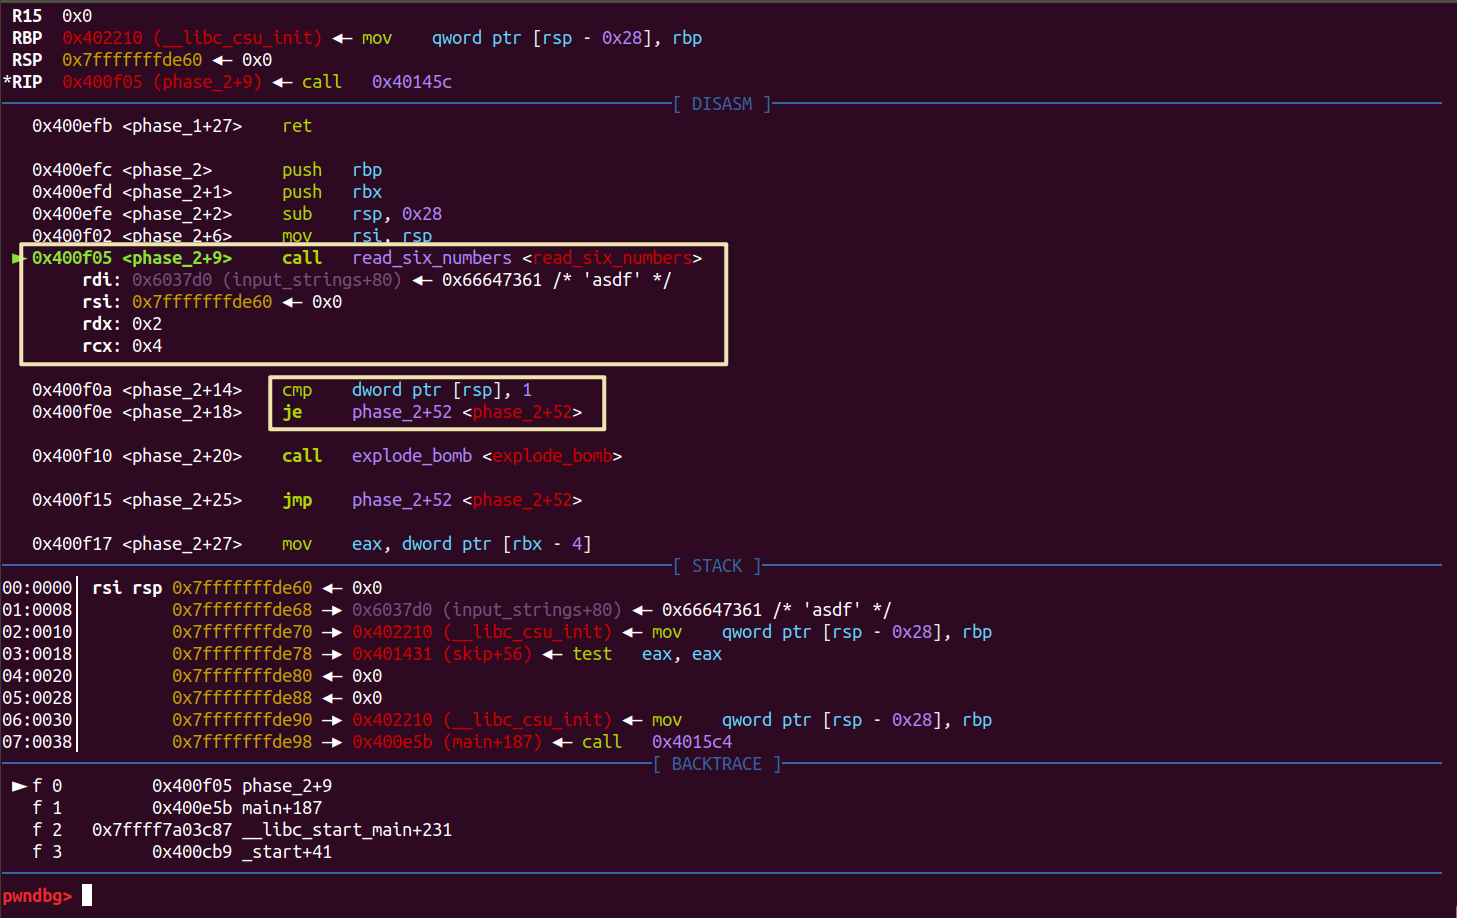 R15  0x0
RBP  0x402210 (__libc_csu_init) ◂— mov    qword ptr [rsp - 0x28], rbp
RSP  0x7fffffffde60 ◂— 0x0
*RIP  0x400f05 (phase_2+9) ◂— call   0x40145c
[ DISASM ]
0x400efb <phase_1+27>    ret
0x400efc <phase_2>       push   rbp
0x400efd <phase_2+1>     push   rbx
0x400efe <phase_2+2>     sub    rsp, 0x28
0x400f02 <phase_2+6>     mov    rsi, rsp
► 0x400f05 <phase_2+9>     call   read_six_numbers <read_six_numbers>
rdi: 0x6037d0 (input_strings+80) ◂— 0x66647361 /* 'asdf' */
rsi: 0x7fffffffde60 ◂— 0x0
rdx: 0x2
rcx: 0x4
0x400f0a <phase_2+14>    cmp    dword ptr [rsp], 1
0x400f0e <phase_2+18>    je     phase_2+52 <phase_2+52>
0x400f10 <phase_2+20>    call   explode_bomb <explode_bomb>
0x400f15 <phase_2+25>    jmp    phase_2+52 <phase_2+52>
0x400f17 <phase_2+27>    mov    eax, dword ptr [rbx - 4]
[ STACK ]
00:0000│ rsi rsp 0x7fffffffde60 ◂— 0x0
01:0008│         0x7fffffffde68 —▸ 0x6037d0 (input_strings+80) ◂— 0x66647361 /* 'asdf' */
02:0010│         0x7fffffffde70 —▸ 0x402210 (__libc_csu_init) ◂— mov    qword ptr [rsp - 0x28], rbp
03:0018│         0x7fffffffde78 —▸ 0x401431 (skip+56) ◂— test   eax, eax
04:0020│         0x7fffffffde80 ◂— 0x0
05:0028│         0x7fffffffde88 ◂— 0x0
06:0030│         0x7fffffffde90 —▸ 0x402210 (__libc_csu_init) ◂— mov    qword ptr [rsp - 0x28], rbp
07:0038│         0x7fffffffde98 —▸ 0x400e5b (main+187) ◂— call   0x4015c4
[ BACKTRACE ]
► f 0         0x400f05 phase_2+9
f 1         0x400e5b main+187
f 2   0x7ffff7a03c87 __libc_start_main+231
f 3         0x400cb9 _start+41
pwndbg>